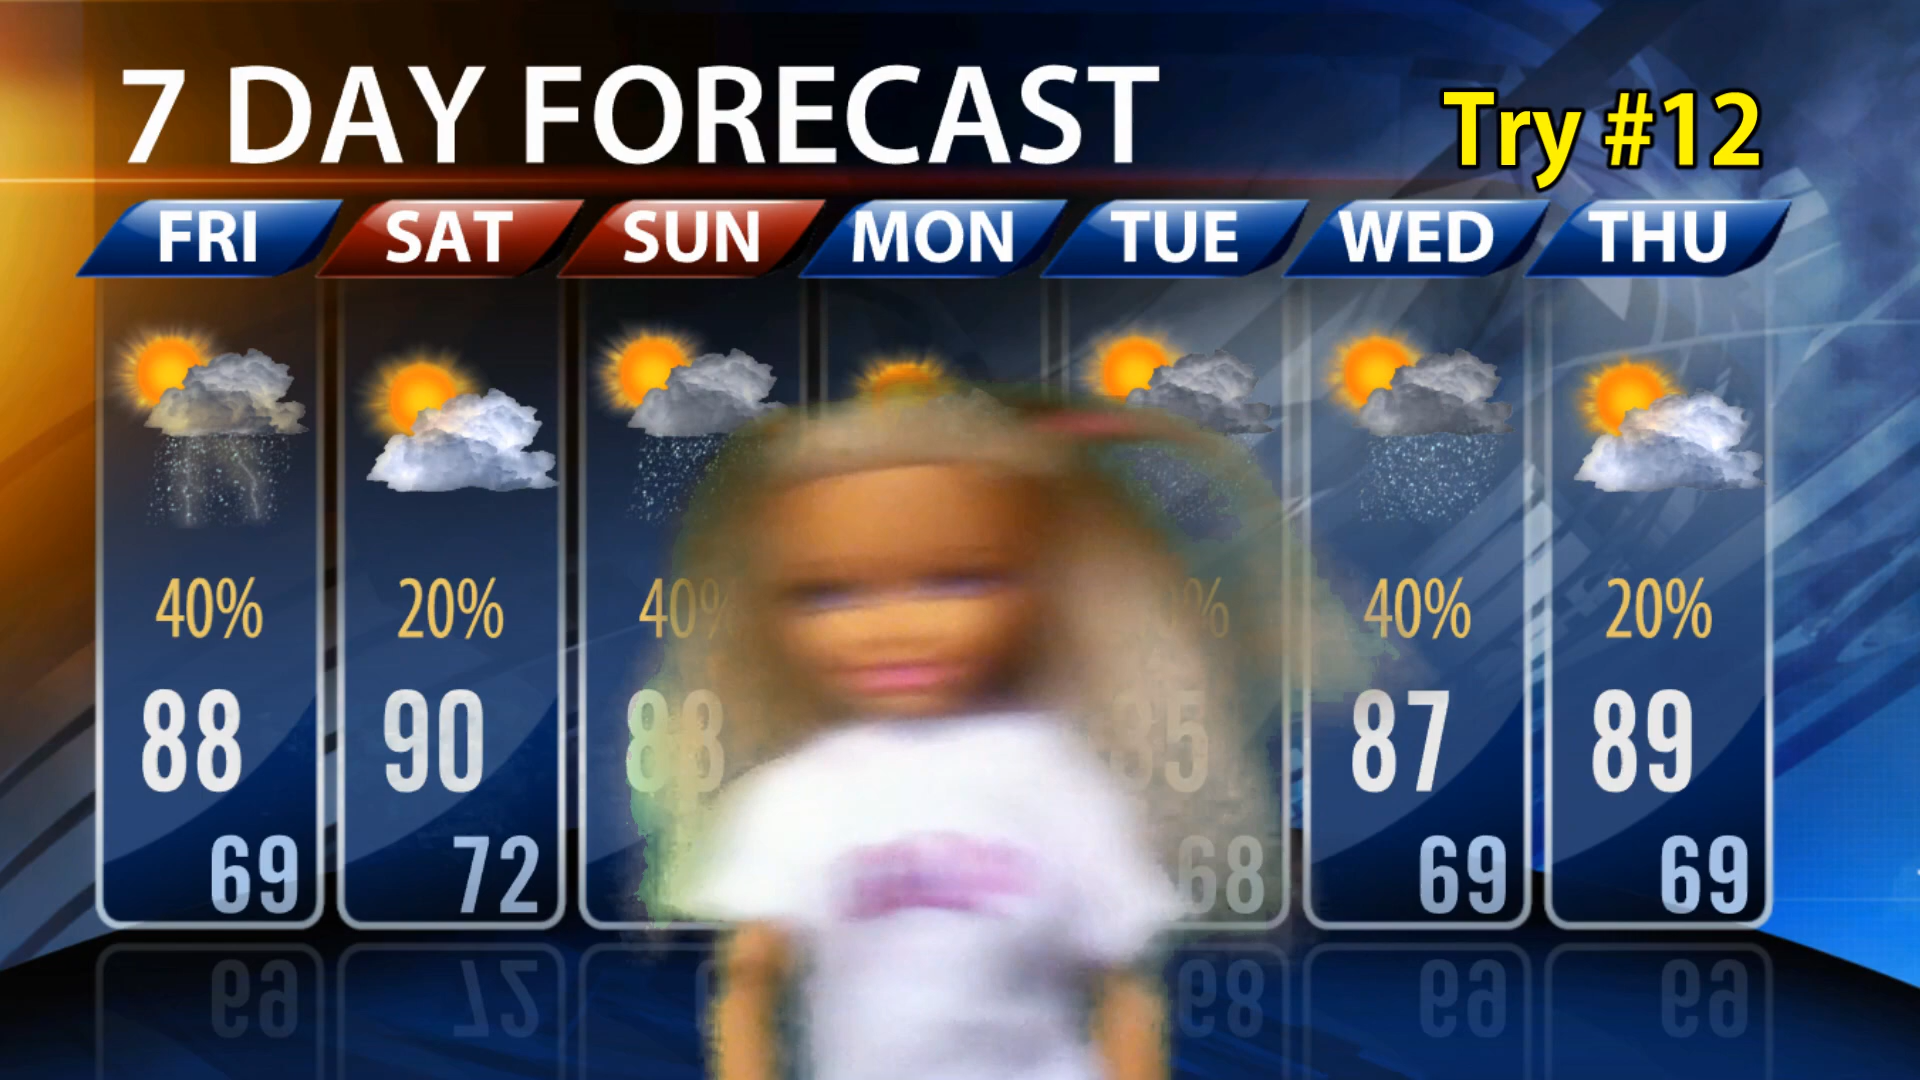 7 DAY FORECAST
Try #12
FRI SAT SUN MON TUE WED THU
40% 20% 40% 40% 20%
88 90 88 87 89
69 72 68 69 69